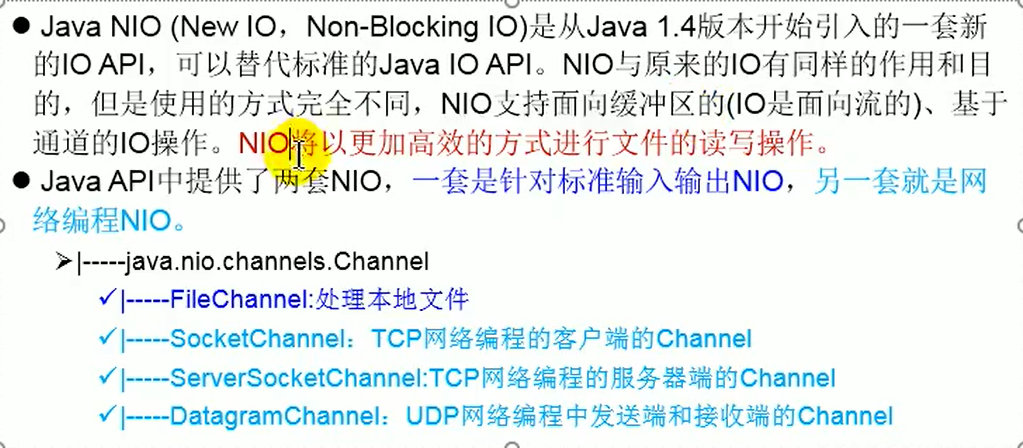 ● Java NIO (New IO，Non-Blocking IO)是从Java 1.4版本开始引入的一套新
的IO API，可以替代标准的Java IO API。NIO与原来的IO有同样的作用和目
的，但是使用的方式完全不同，NIO支持面向缓冲区的(IO是面向流的)、基于
通道的IO操作。NIO将以更加高效的方式进行文件的读写操作。
● Java API中提供了两套NIO，一套是针对标准输入输出NIO，另一套就是网
络编程NIO。
➢|-----java.nio.channels.Channel
✓|-----FileChannel:处理本地文件
✓|-----SocketChannel：TCP网络编程的客户端的Channel
✓|-----ServerSocketChannel:TCP网络编程的服务器端的Channel
✓|-----DatagramChannel：UDP网络编程中发送端和接收端的Channel